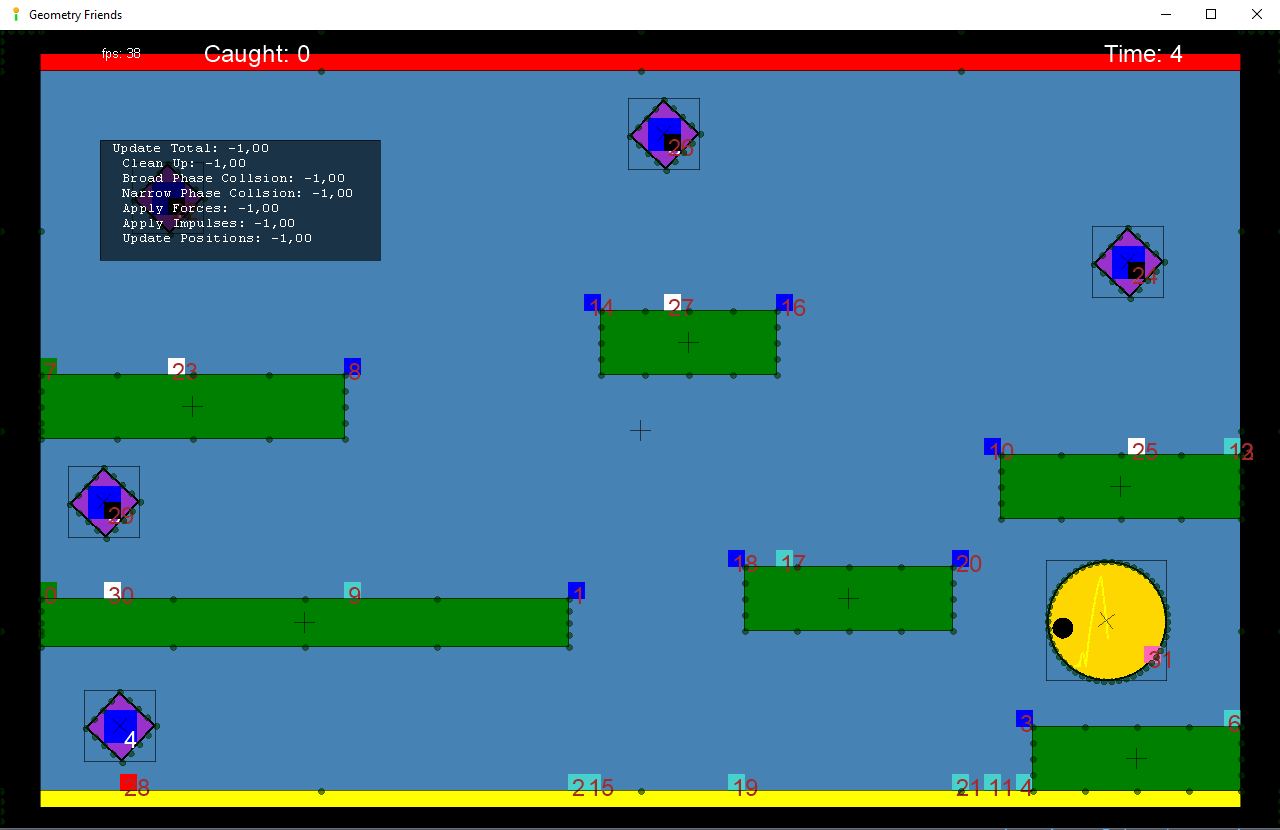 Geometry Friends
fps: 38
Caught: 0
Time: 4
Update Total: -1,00
Clean Up: -1,00
Broad Phase Collsion: -1,00
Narrow Phase Collision: -1,00
Apply Forces: -1,00
Apply Impulses: -1,00
Update Positions: -1,00
26
24
14
27
16
7
23
8
10
25
29
18
17
20
0
30
9
1
31
3
6
4
28
2
15
19
21
11
4